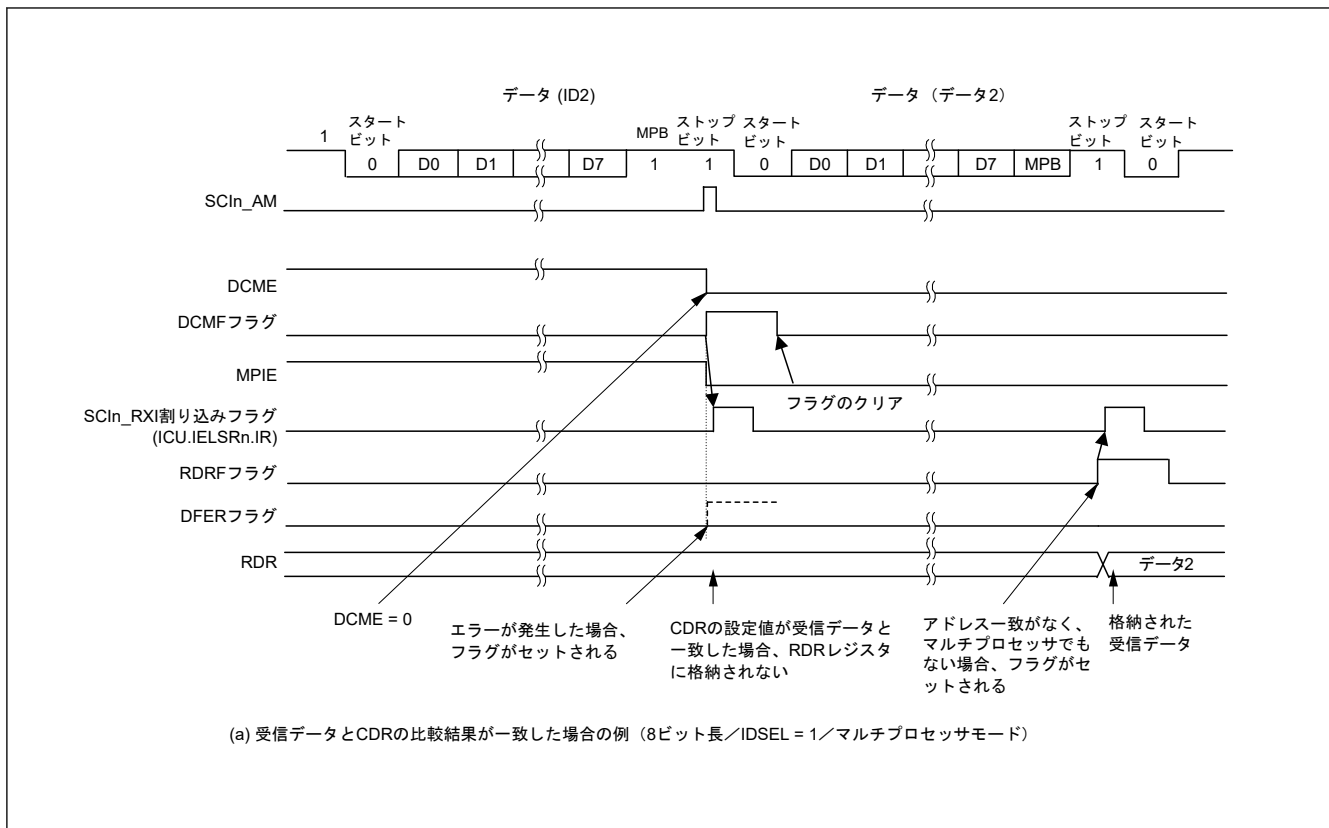 データ (ID2)
データ（データ2）
1
スタート
ビット
MPB
ストップ
ビット
スタート
ビット
ストップ
ビット
スタート
ビット
0 D0 D1 D7 1 1 0 D0 D1 D7 MPB 1 0
SCIn_AM
DCME
DCMFフラグ
MPIE
フラグのクリア
SCIn_RXI割り込みフラグ
(ICU.IELSRn.IR)
RDRFフラグ
DFERフラグ
RDR
データ2
DCME = 0
エラーが発生した場合、
フラグがセットされる
CDRの設定値が受信データと
一致した場合、RDRレジスタ
に格納されない
アドレス一致がなく、
マルチプロセッサでも
ない場合、フラグがセ
ットされる
格納された
受信データ
(a) 受信データとCDRの比較結果が一致した場合の例（8ビット長／IDSEL = 1／マルチプロセッサモード）